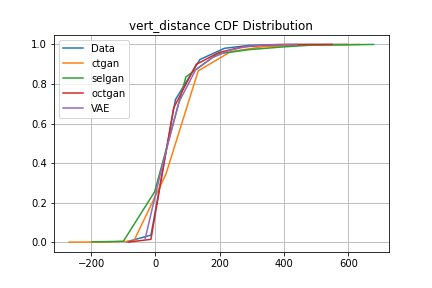 vert_distance CDF Distribution
1.0
0.8
0.6
0.4
0.2
0.0
Data
ctgan
selgan
octgan
VAE
−200 0 200 400 600